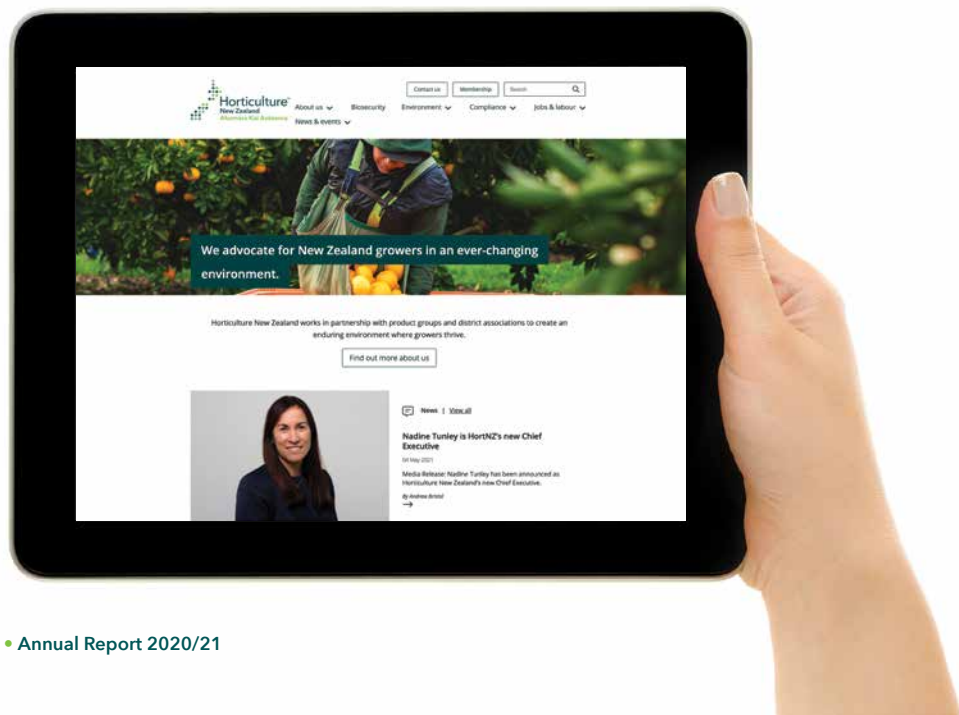 Contact us
Membership
Search
Horticulture
New Zealand
About us
Biosecurity
Environment
Compliance
Jobs & labour
News & events
We advocate for New Zealand growers in an ever-changing
environment.
Horticulture New Zealand works in partnership with product groups and district associations to create an
enduring environment where growers thrive.
Find out more about us
News | View all
Nadine Tunley is HortNZ's new Chief
Executive
04 May 2021
Media Release: Nadine Tunley has been announced as
Horticulture New Zealand's new Chief Executive.
• Annual Report 2020/21